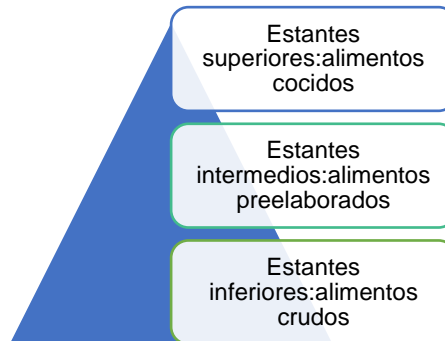 Estantes
superiores:alimentos
cocidos
Estantes
intermedios:alimentos
preelaborados
Estantes
inferiores:alimentos
crudos